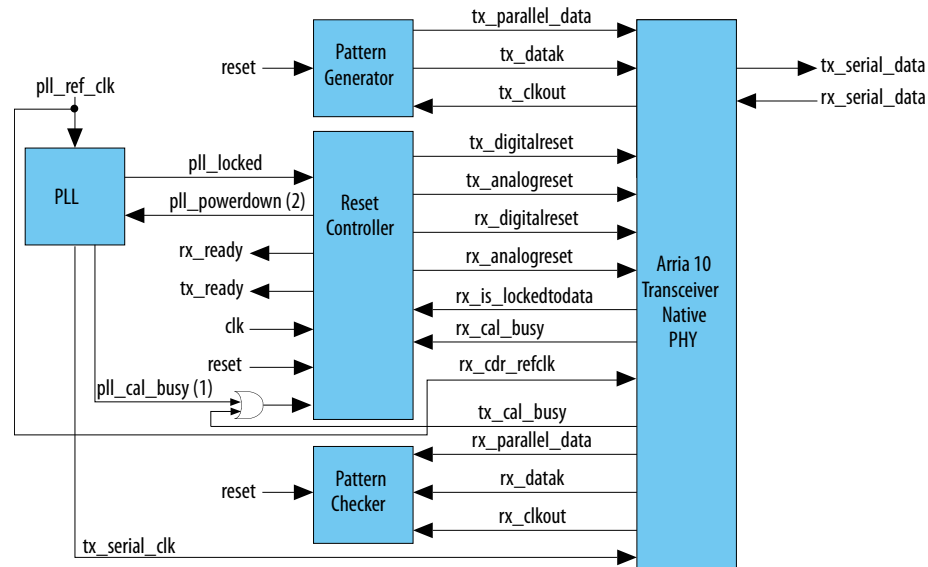 tx_parallel_data
Pattern
Generator
reset
tx_datak
tx_clkout
tx_serial_data
rx_serial_data
pll_ref_clk
PLL
pll_locked
pll_powerdown (2)
rx_ready
tx_ready
clk
reset
pll_cal_busy (1)
Reset
Controller
tx_digitalreset
tx_analogreset
rx_digitalreset
rx_analogreset
rx_is_lockedtodata
rx_cal_busy
rx_cdr_refclk
tx_cal_busy
Arria 10
Transceiver
Native
PHY
rx_parallel_data
rx_datak
rx_clkout
Pattern
Checker
reset
tx_serial_clk